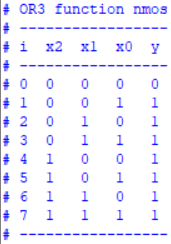 # OR3 function nmos
# -----------------
# i  x2  x1  x0  y
# -----------------
# 0  0  0  0  0
# 1  0  0  1  1
# 2  0  1  0  1
# 3  0  1  1  1
# 4  1  0  0  1
# 5  1  0  1  1
# 6  1  1  0  1
# 7  1  1  1  1
# -----------------